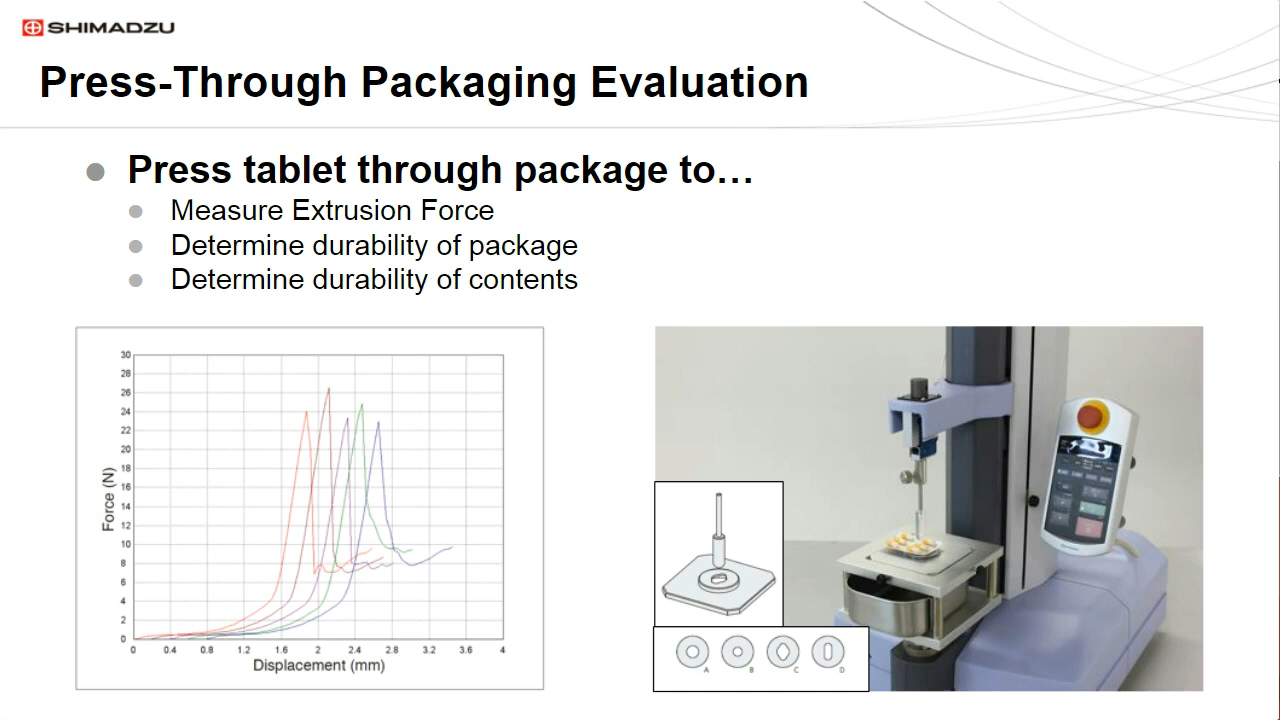 SHIMADZU
Press-Through Packaging Evaluation
Press tablet through package to…
Measure Extrusion Force
Determine durability of package
Determine durability of contents
30
28
26
24
22
20
18
16
14
12
10
8
6
4
2
0
Force (N)
0 0.4 0.8 1.2 1.6 2 2.4 2.8 3.2 3.6 4
Displacement (mm)
A B C D